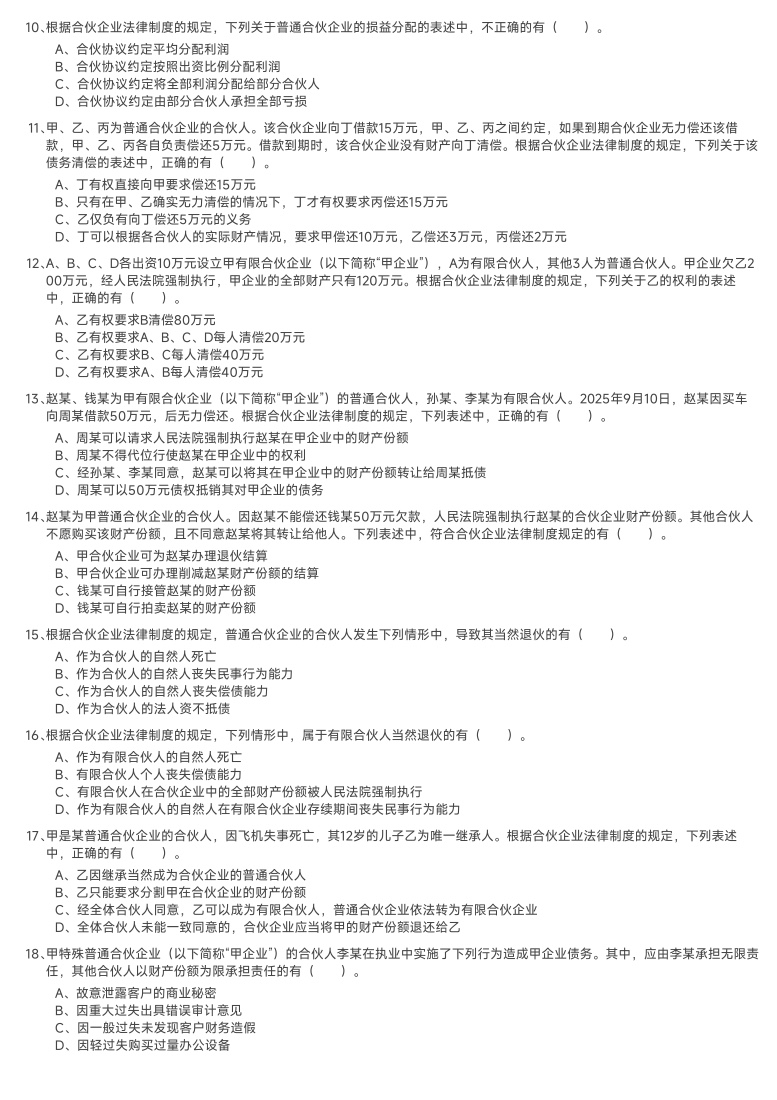 10、根据合伙企业法律制度的规定，下列关于普通合伙企业的损益分配的表述中，不正确的有（　　）。
A、合伙协议约定平均分配利润
B、合伙协议约定按照出资比例分配利润
C、合伙协议约定将全部利润分配给部分合伙人
D、合伙协议约定由部分合伙人承担全部亏损
11、甲、乙、丙为普通合伙企业的合伙人。该合伙企业向丁借款15万元，甲、乙、丙之间约定，如果到期合伙企业无力偿还该借
款，甲、乙、丙各自负责偿还5万元。借款到期时，该合伙企业没有财产向丁清偿。根据合伙企业法律制度的规定，下列关于该
债务清偿的表述中，正确的有（　　）。
A、丁有权直接向甲要求偿还15万元
B、只有在甲、乙确实无力清偿的情况下，丁才有权要求丙偿还15万元
C、乙仅负有向丁偿还5万元的义务
D、丁可以根据各合伙人的实际财产情况，要求甲偿还10万元，乙偿还3万元，丙偿还2万元
12、A、B、C、D各出资10万元设立甲有限合伙企业（以下简称“甲企业”），A为有限合伙人，其他3人为普通合伙人。甲企业欠乙2
00万元，经人民法院强制执行，甲企业的全部财产只有120万元。根据合伙企业法律制度的规定，下列关于乙的权利的表述
中，正确的有（　　）。
A、乙有权要求B清偿80万元
B、乙有权要求A、B、C、D每人清偿20万元
C、乙有权要求B、C每人清偿40万元
D、乙有权要求A、B每人清偿40万元
13、赵某、钱某为甲有限合伙企业（以下简称“甲企业”）的普通合伙人，孙某、李某为有限合伙人。2025年9月10日，赵某因买车
向周某借款50万元，后无力偿还。根据合伙企业法律制度的规定，下列表述中，正确的有（　　）。
A、周某可以请求人民法院强制执行赵某在甲企业中的财产份额
B、周某不得代位行使赵某在甲企业中的权利
C、经孙某、李某同意，赵某可以将其在甲企业中的财产份额转让给周某抵债
D、周某可以50万元债权抵销其对甲企业的债务
14、赵某为甲普通合伙企业的合伙人。因赵某不能偿还钱某50万元欠款，人民法院强制执行赵某的合伙企业财产份额。其他合伙人
不愿购买该财产份额，且不同意赵某将其转让给他人。下列表述中，符合合伙企业法律制度规定的有（　　）。
A、甲合伙企业可为赵某办理退伙结算
B、甲合伙企业可办理削减赵某财产份额的结算
C、钱某可自行接管赵某的财产份额
D、钱某可自行拍卖赵某的财产份额
15、根据合伙企业法律制度的规定，普通合伙企业的合伙人发生下列情形中，导致其当然退伙的有（　　）。
A、作为合伙人的自然人死亡
B、作为合伙人的自然人丧失民事行为能力
C、作为合伙人的自然人丧失偿债能力
D、作为合伙人的法人资不抵债
16、根据合伙企业法律制度的规定，下列情形中，属于有限合伙人当然退伙的有（　　）。
A、作为有限合伙人的自然人死亡
B、有限合伙人个人丧失偿债能力
C、有限合伙人在合伙企业中的全部财产份额被人民法院强制执行
D、作为有限合伙人的自然人在有限合伙企业存续期间丧失民事行为能力
17、甲是某普通合伙企业的合伙人，因飞机失事死亡，其12岁的儿子乙为唯一继承人。根据合伙企业法律制度的规定，下列表述
中，正确的有（　　）。
A、乙因继承当然成为合伙企业的普通合伙人
B、乙只能要求分割甲在合伙企业的财产份额
C、经全体合伙人同意，乙可以成为有限合伙人，普通合伙企业依法转为有限合伙企业
D、全体合伙人未能一致同意的，合伙企业应当将甲的财产份额退还给乙
18、甲特殊普通合伙企业（以下简称“甲企业”）的合伙人李某在执业中实施了下列行为造成甲企业债务。其中，应由李某承担无限责
任，其他合伙人以财产份额为限承担责任的有（　　）。
A、故意泄露客户的商业秘密
B、因重大过失出具错误审计意见
C、因一般过失未发现客户财务造假
D、因轻过失购买过量办公设备